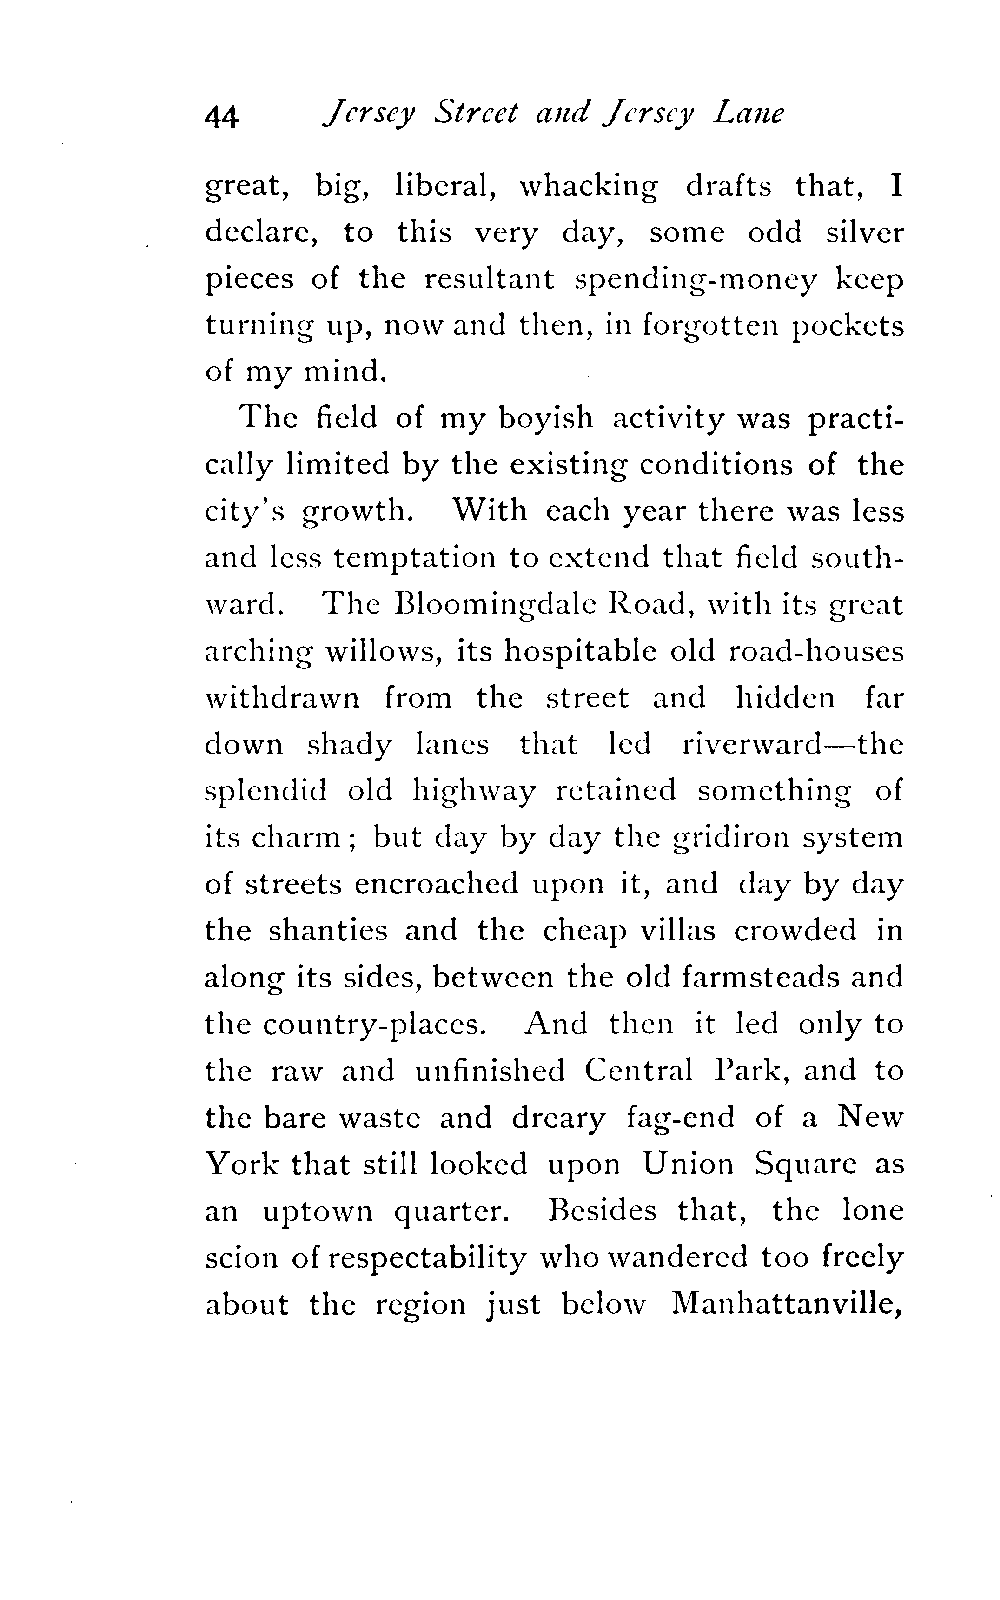 44 Jersey Street and Jersey Lane
great, big, liberal, whacking drafts that, I
declare, to this very day, some odd silver
pieces of the resultant spending-money keep
turning up, now and then, in forgotten pockets
of my mind.
The field of my boyish activity was practi-
cally limited by the existing conditions of the
city's growth. With each year there was less
and less temptation to extend that field south-
ward. The Bloomingdale Road, with its great
arching willows, its hospitable old road-houses
withdrawn from the street and hidden far
down shady lanes that led riverward—the
splendid old highway retained something of
its charm ; but day by day the gridiron system
of streets encroached upon it, and day by day
the shanties and the cheap villas crowded in
along its sides, between the old farmsteads and
the country-places. And then it led only to
the raw and unfinished Central Park, and to
the bare waste and dreary fag-end of a New
York that still looked upon Union Square as
an uptown quarter. Besides that, the lone
scion of respectability who wandered too freely
about the region just below Manhattanville,